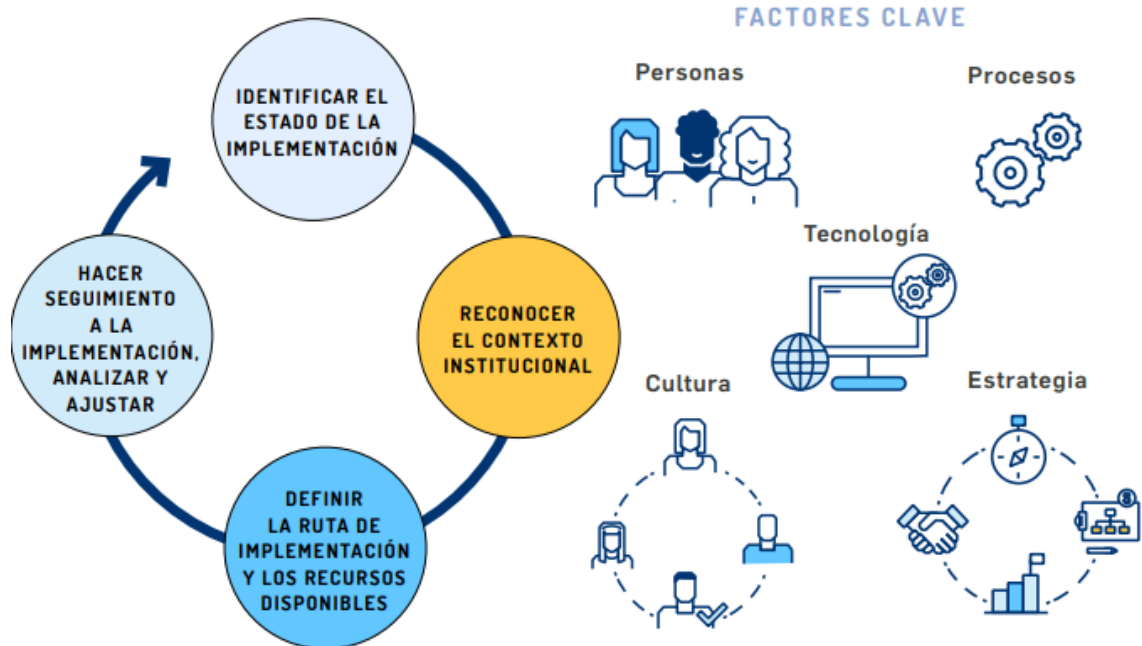 IDENTIFICAR EL
ESTADO DE LA
IMPLEMENTACIÓN
RECONOCER
EL CONTEXTO
INSTITUCIONAL
DEFINIR
LA RUTA DE
IMPLEMENTACIÓN
Y LOS RECURSOS
DISPONIBLES
HACER
SEGUIMIENTO
A LA
IMPLEMENTACIÓN,
ANALIZAR Y
AJUSTAR
FACTORES CLAVE
Personas
Procesos
Tecnología
Cultura
Estrategia
$